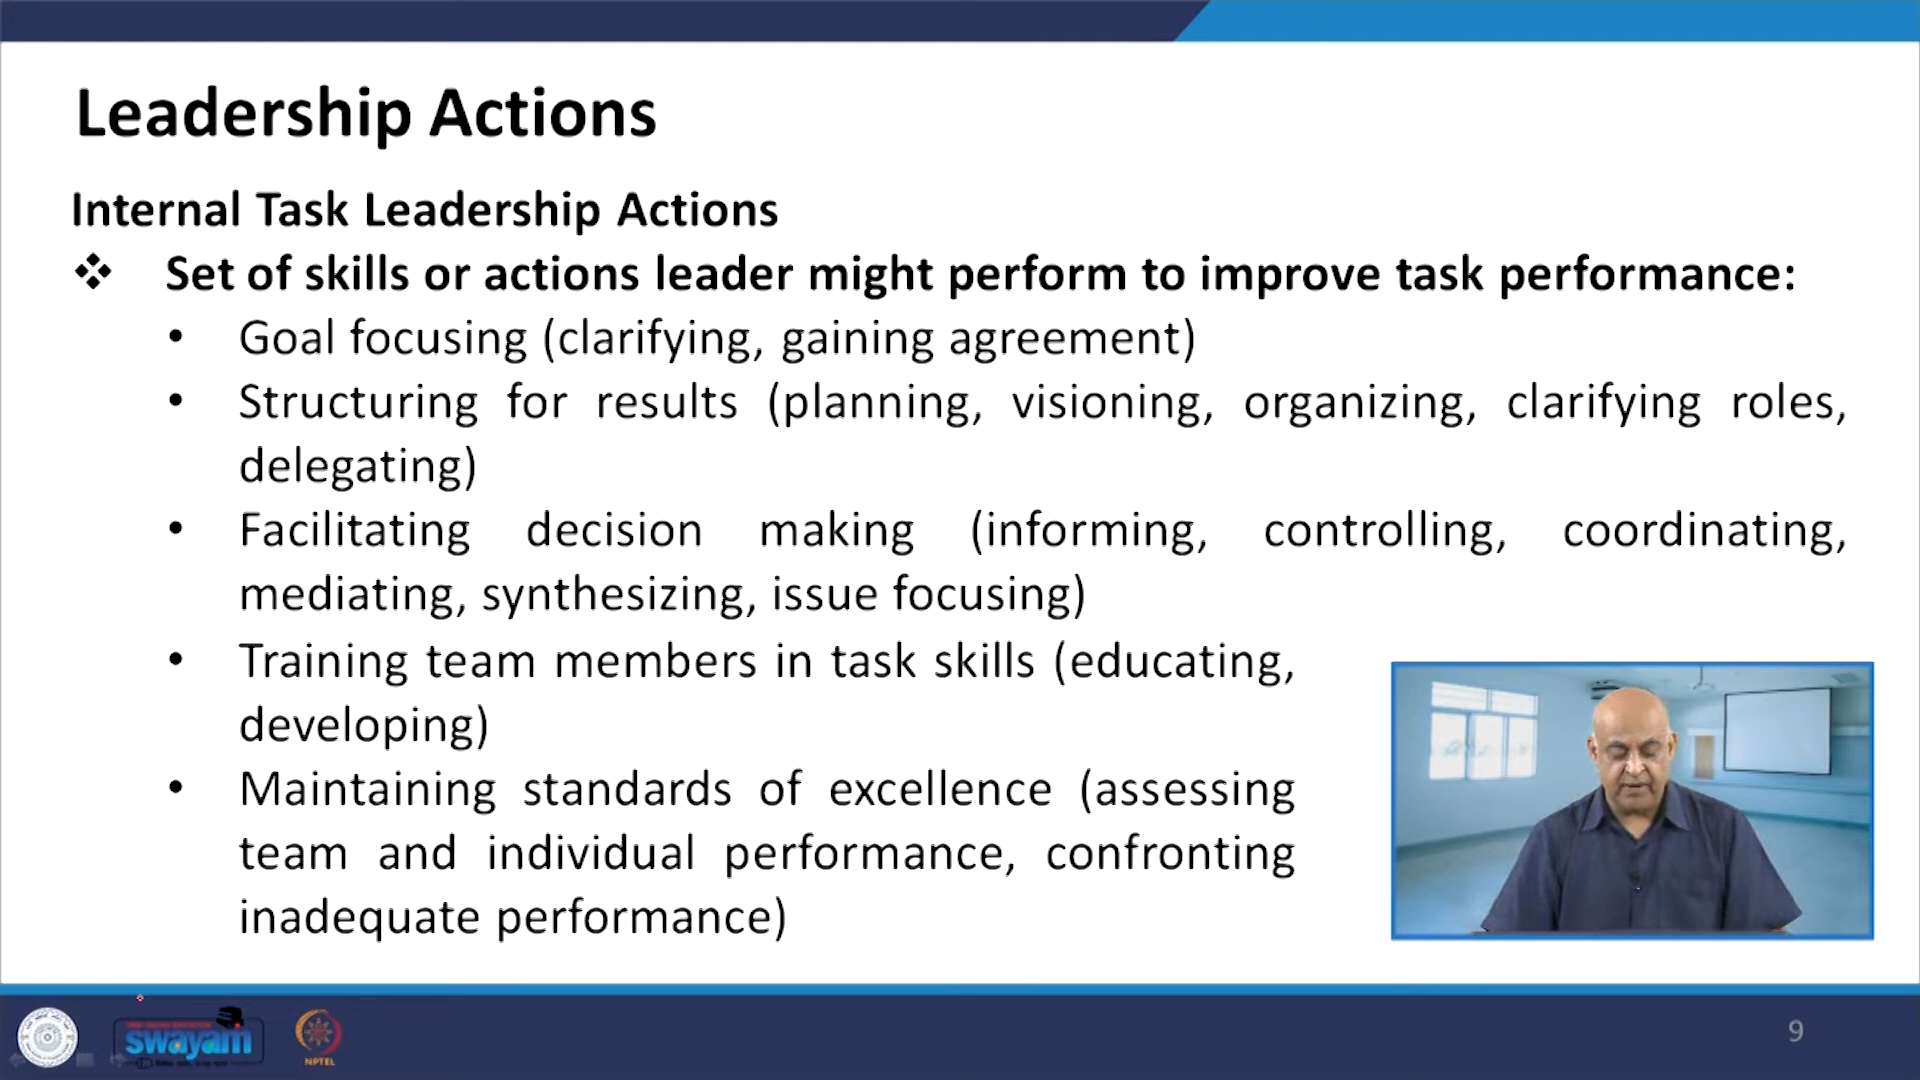 Leadership Actions
Internal Task Leadership Actions
❖ Set of skills or actions leader might perform to improve task performance:
• Goal focusing (clarifying, gaining agreement)
• Structuring for results (planning, visioning, organizing, clarifying roles,
delegating)
• Facilitating decision making (informing, controlling, coordinating,
mediating, synthesizing, issue focusing)
• Training team members in task skills (educating,
developing)
• Maintaining standards of excellence (assessing
team and individual performance, confronting
inadequate performance)
swayam
NPTEL
9